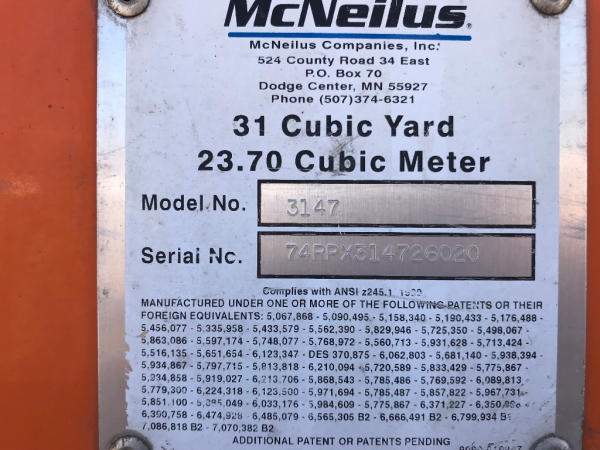 McNeilus
McNeilus Companies, Inc.
524 County Road 34 East
P.O. Box 70
Dodge Center, MN 55927
Phone (507)374-6321
31 Cubic Yard
23.70 Cubic Meter
Model No. 3147
Serial No. 74PPX314726020
Complies with ANSI z245.1
MANUFACTURED UNDER ONE OR MORE OF THE FOLLOWING PATENTS OR THEIR
FOREIGN EQUIVALENTS: 5,067,868 - 5,090,495 - 5,158,340 - 5,190,433 - 5,176,488
- 5,456,077 - 5,335,958 - 5,433,579 - 5,562,390 - 5,829,946 - 5,725,350 - 5,498,067 -
5,863,086 - 5,597,174 - 5,748,077 - 5,768,972 - 5,560,713 - 5,931,628 - 5,713,424 -
5,516,135 - 5,651,654 - 6,123,347 - DES 370,875 - 6,062,803 - 5,681,140 - 5,938,394
- 5,934,867 - 5,797,715 - 5,813,818 - 6,210,094 - 5,720,589 - 5,833,429 - 5,775,867 -
5,934,858 - 5,919,027 - 6,213,706 - 5,868,543 - 5,785,486 - 5,769,592 - 6,089,813
5,779,300 - 6,224,318 - 6,123,500 - 5,971,694 - 5,785,487 - 5,857,822 - 5,967,731
5,851,100 - 6,033,176 - 5,984,609 - 5,775,867 - 6,371,227
6,390,758 - 6,474,928 - 6,485,079 - 6,565,305 B2 - 6,666,491 B2 - 6,799,934
7,086,818 B2 - 7,070,382 B2
ADDITIONAL PATENT OR PATENTS PENDING